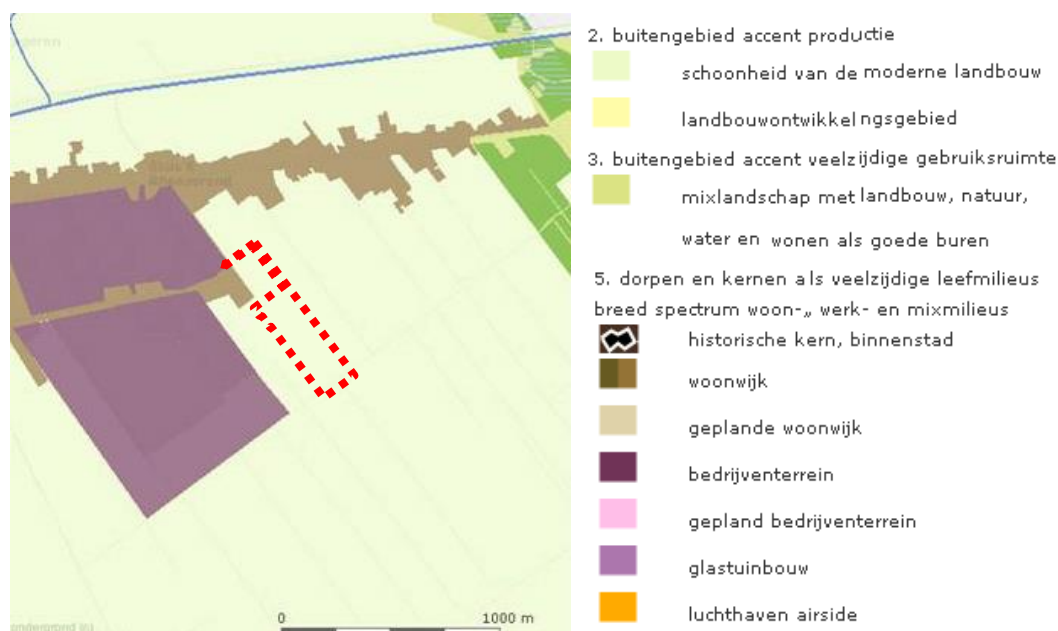 0
1000 m
2. buitengebied accent productie
schoonheid van de moderne landbouw
landbouwontwikkel ngsgebied
3. buitengebied accent veelzijdige gebruiksruimte
mixlandschap met landbouw, natuur,
water en wonen als goede buren
5. dorpen en kernen als veelzijdige leefmilieus
breed spectrum woon-„ werk- en mixmilieus
historische kern, binnenstad
woonwijk
geplande woonwijk
bedrijventerrein
gepland bedrijventerrein
glastuinbouw
luchthaven airside